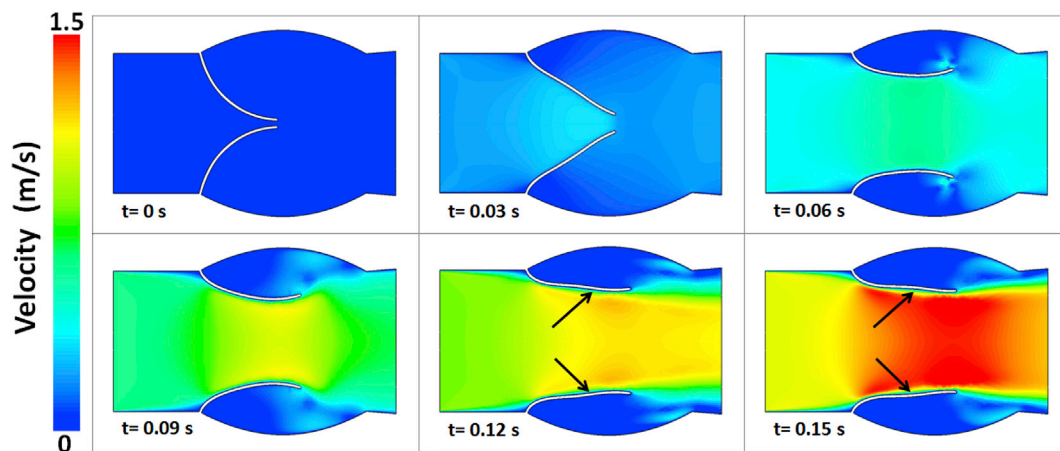 1.5
Velocity (m/s)
0
t= 0 s
t= 0.03 s
t= 0.06 s
t= 0.09 s
t= 0.12 s
t= 0.15 s